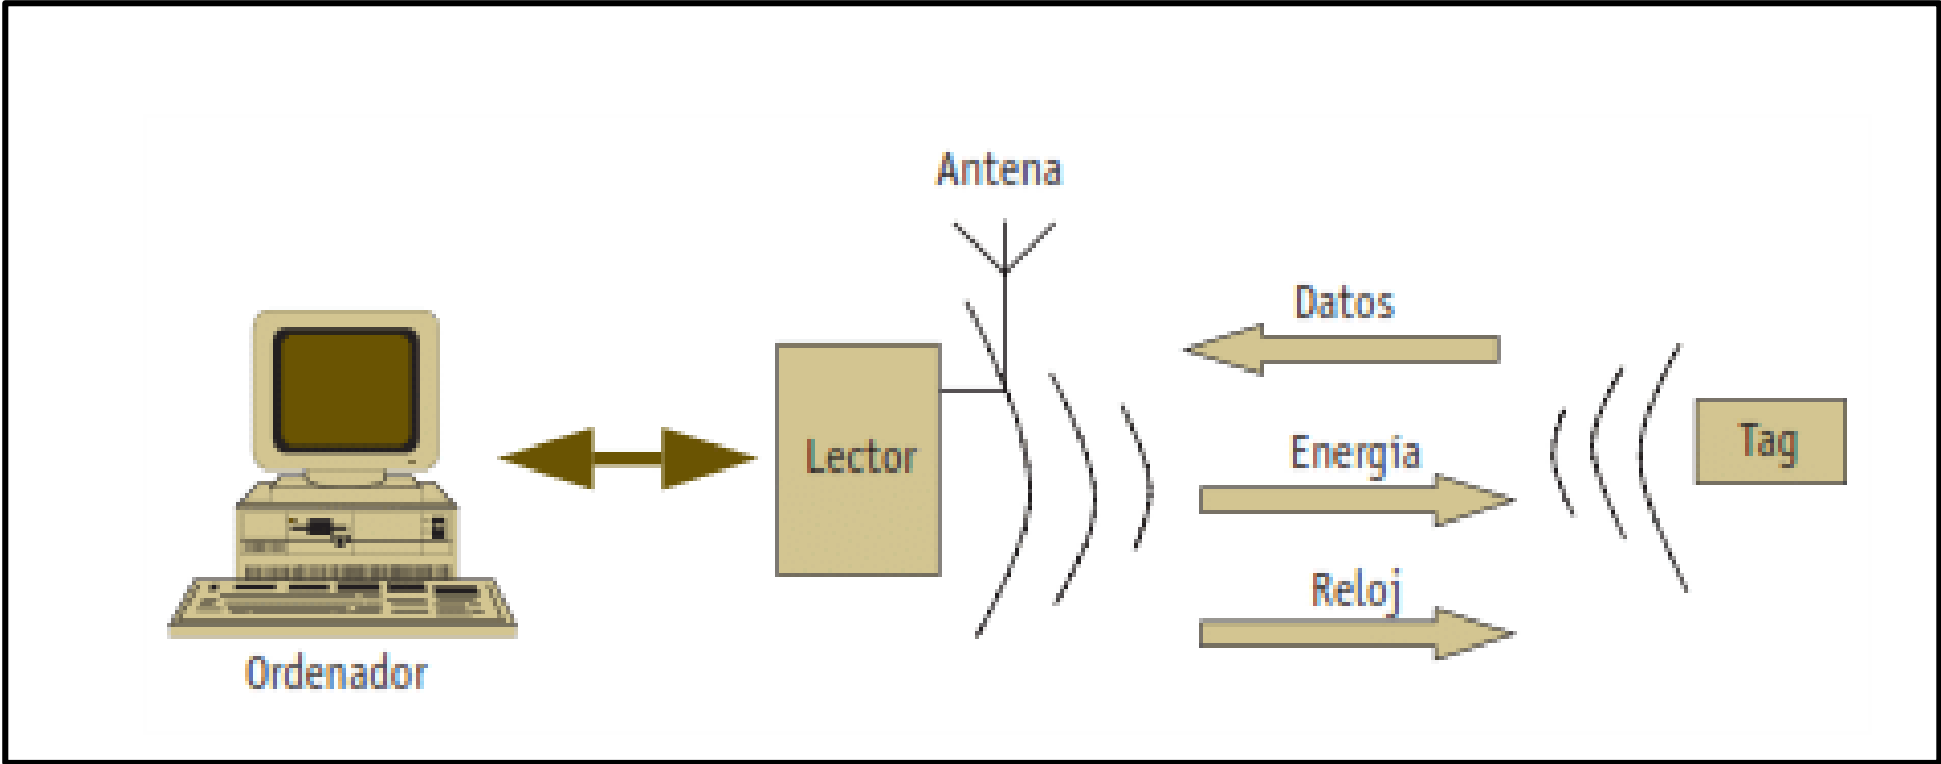 Antena
Datos
Lector
Energía
Tag
Reloj
Ordenador